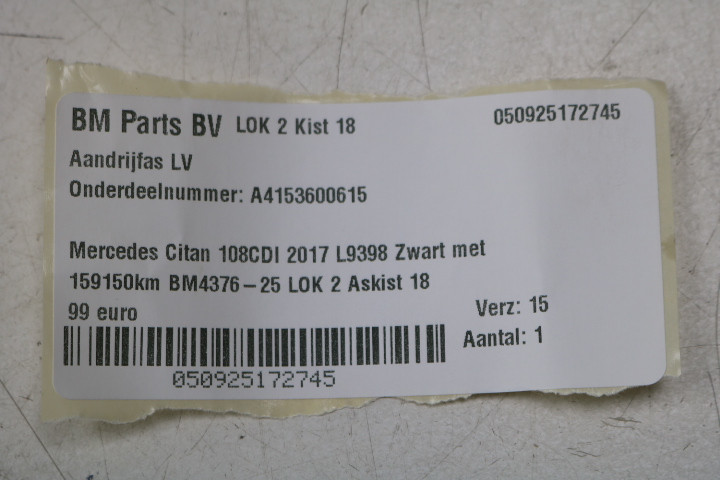 BM Parts BV LOK 2 Kist 18 050925172745
Aandrijfas LV
Onderdeelnummer: A4153600615
Mercedes Citan 108CDI 2017 L9398 Zwart met
159150km BM4376-25 LOK 2 Askist 18
99 euro Verz: 15
Aantal: 1
050925172745